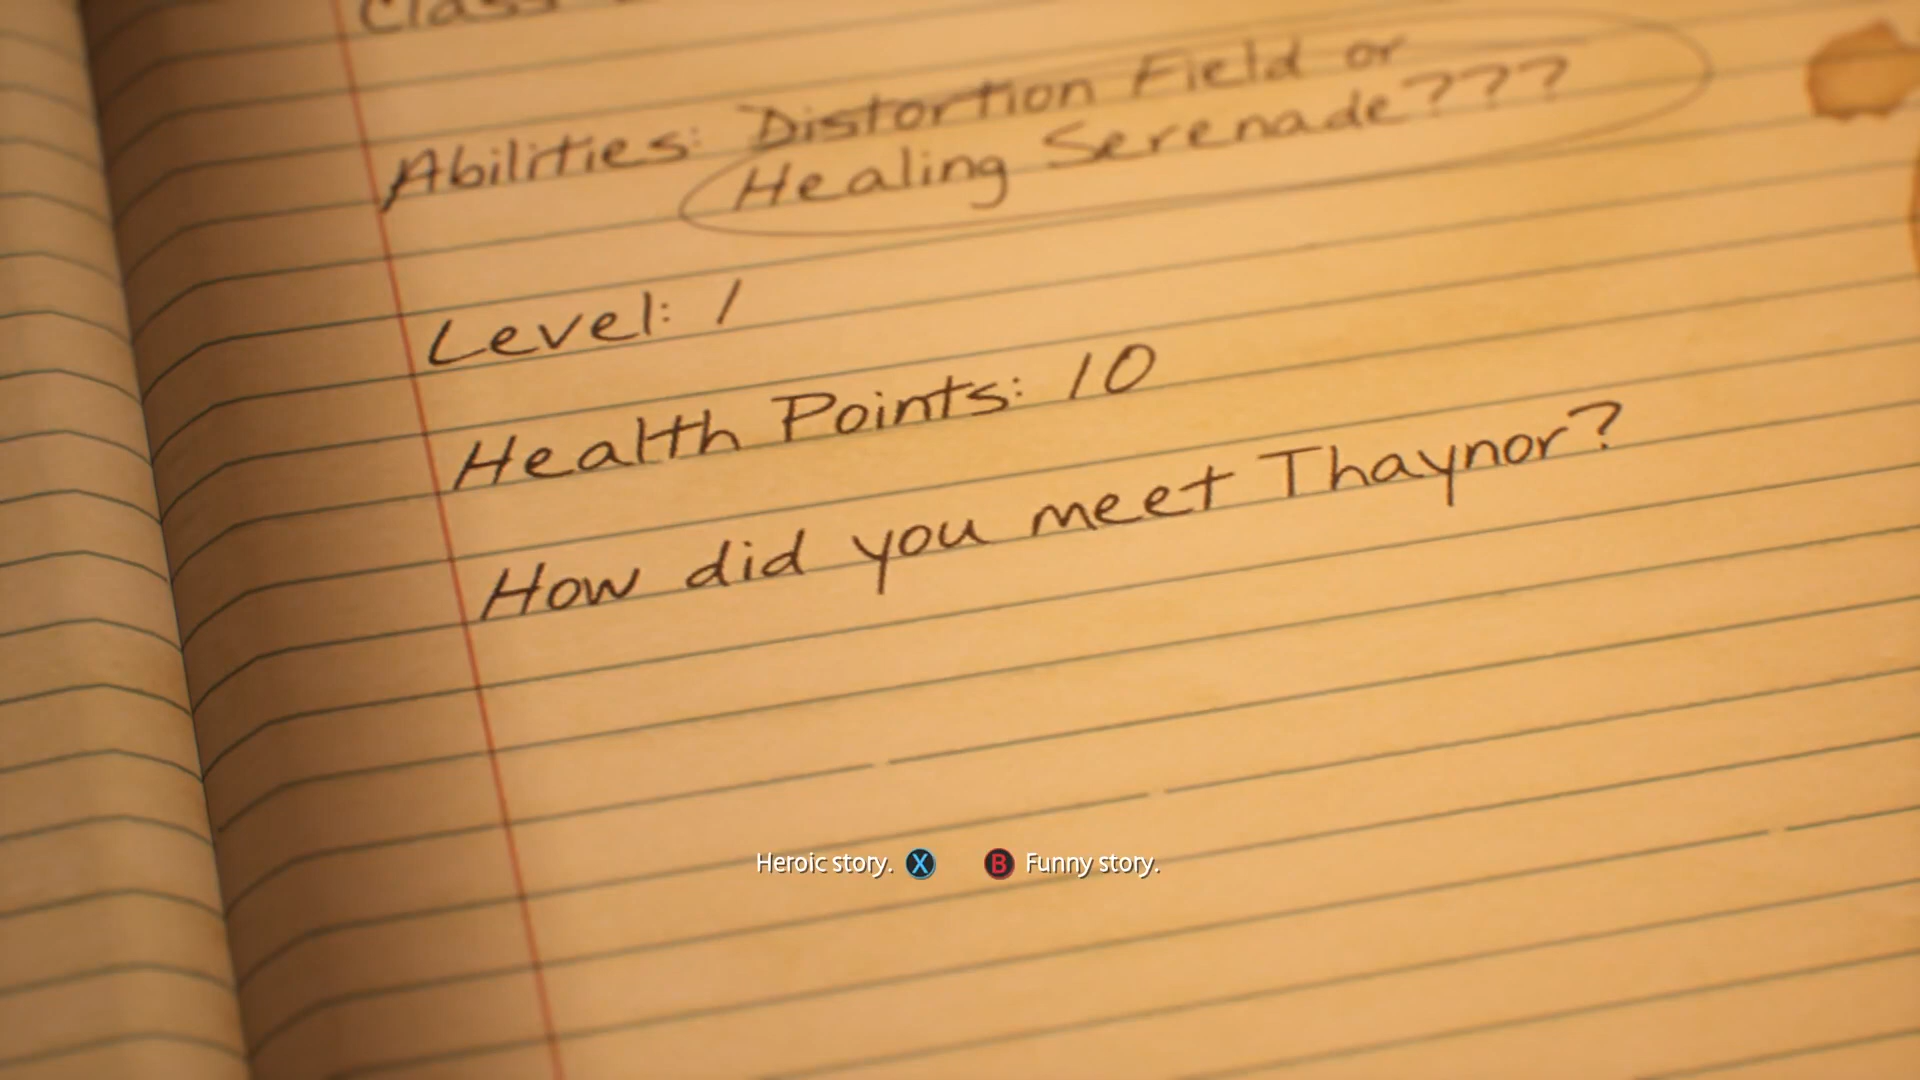 Class
Abilities: Distortion Field or
Healing Serenade???
Level: 1
Health Points: 10
How did you meet Thaynor?
Heroic story. X B Funny story.